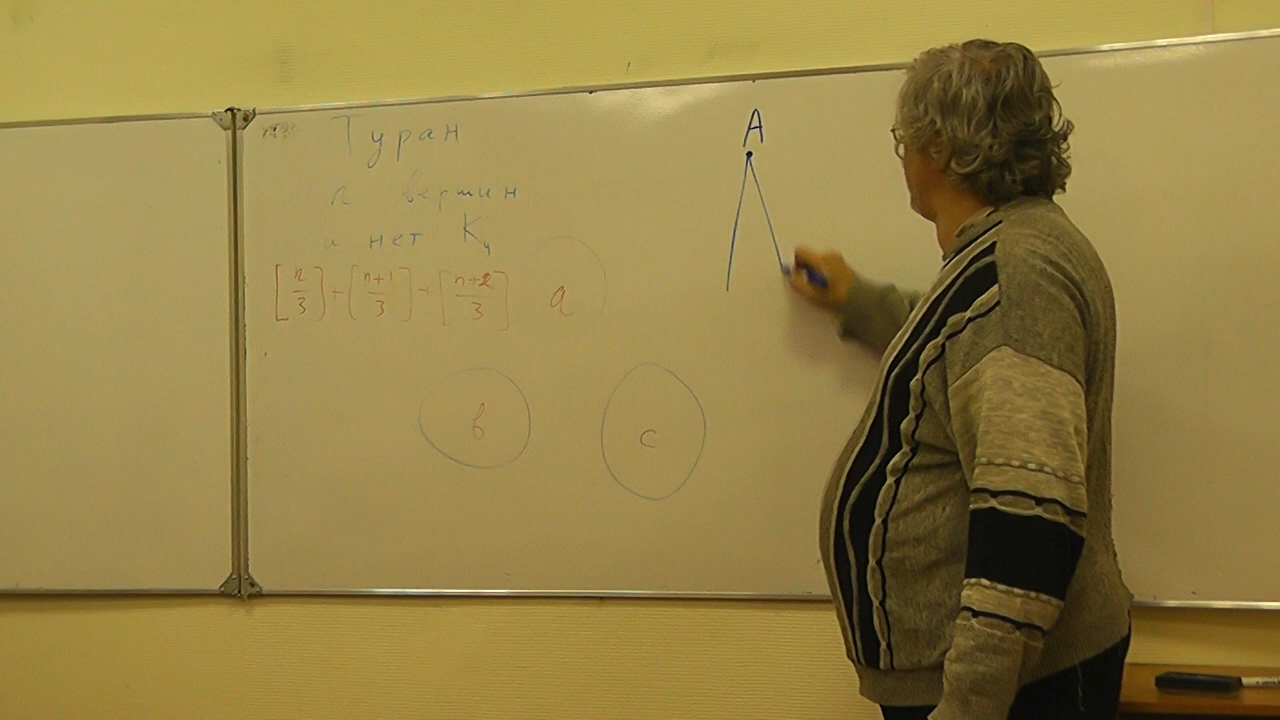 Туран
n вершин
и нет K₄
[n/3] + [n+1/3] + [n+2/3]
a
b c
A